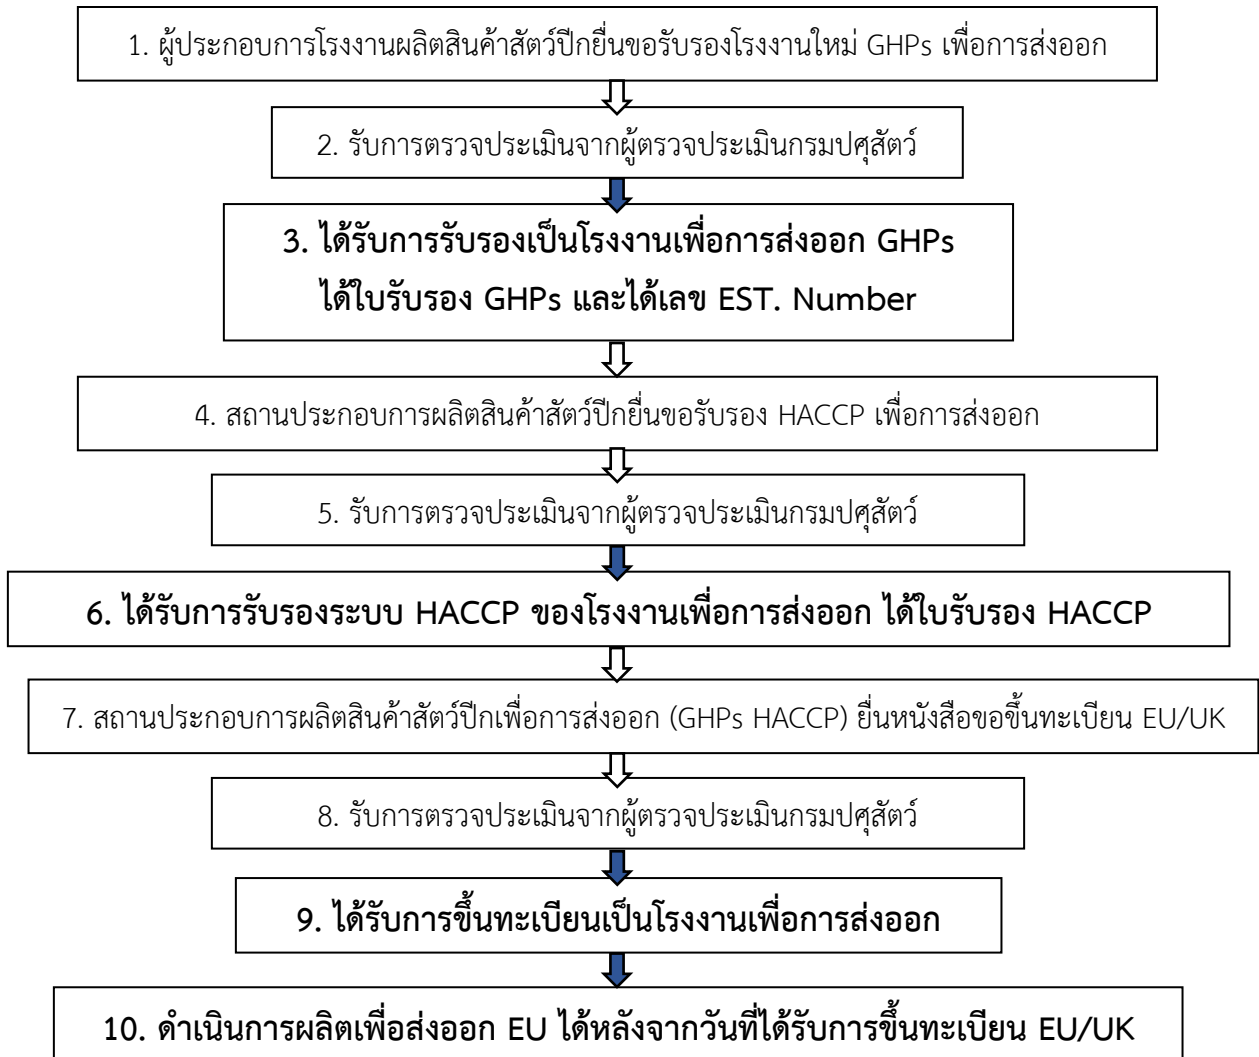 1. ผู้ประกอบการโรงงานผลิตสินค้าสัตว์ปีกยื่นขอรับรองโรงงานใหม่ GHPs เพื่อการส่งออก
2. รับการตรวจประเมินจากผู้ตรวจประเมินกรมปศุสัตว์
3. ได้รับการรับรองเป็นโรงงานเพื่อการส่งออก GHPs
ได้ใบรับรอง GHPs และได้เลข EST. Number
4. สถานประกอบการผลิตสินค้าสัตว์ปีกยื่นขอรับรอง HACCP เพื่อการส่งออก
5. รับการตรวจประเมินจากผู้ตรวจประเมินกรมปศุสัตว์
6. ได้รับการรับรองระบบ HACCP ของโรงงานเพื่อการส่งออก ได้ใบรับรอง HACCP
7. สถานประกอบการผลิตสินค้าสัตว์ปีกเพื่อการส่งออก (GHPs HACCP) ยื่นหนังสือขอขึ้นทะเบียน EU/UK
8. รับการตรวจประเมินจากผู้ตรวจประเมินกรมปศุสัตว์
9. ได้รับการขึ้นทะเบียนเป็นโรงงานเพื่อการส่งออก
10. ดำเนินการผลิตเพื่อส่งออก EU ได้หลังจากวันที่ได้รับการขึ้นทะเบียน EU/UK